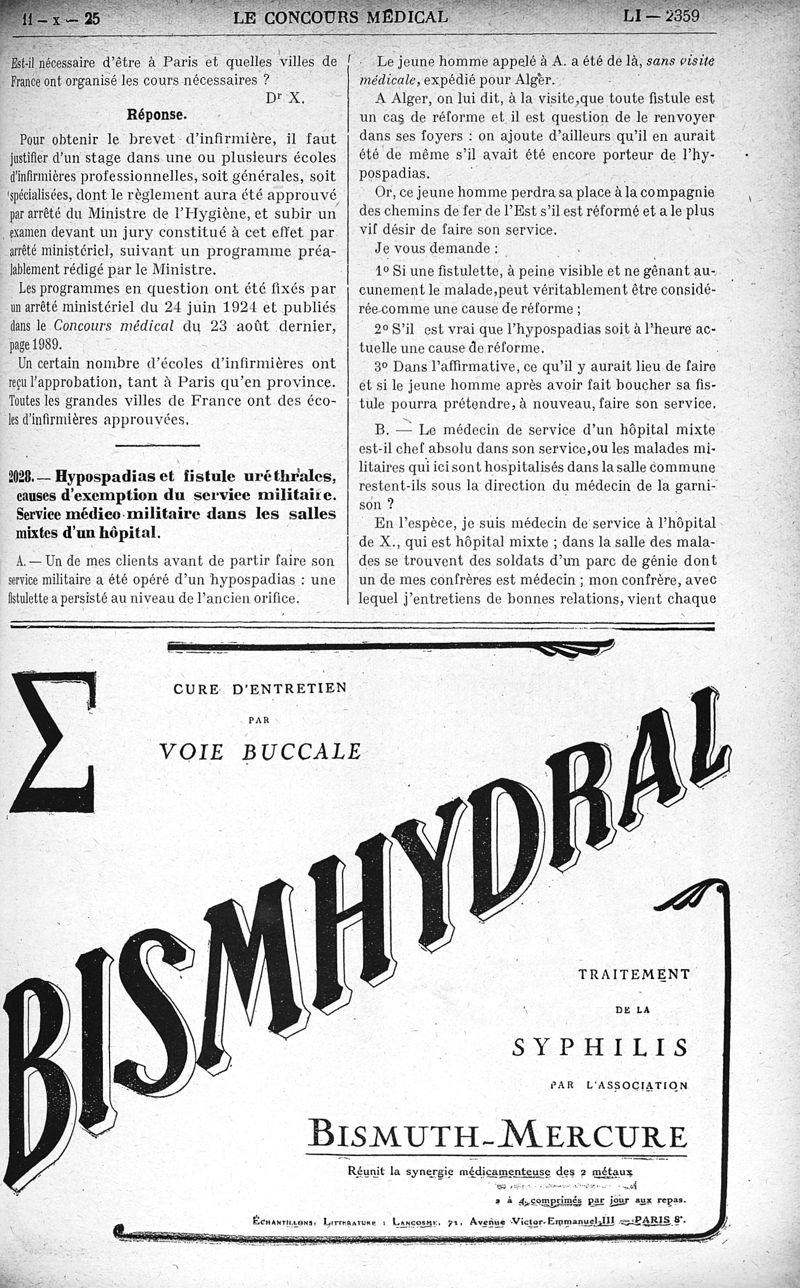 11 – x – 25
LE CONCOURS MÉDICAL
LI – 2359
Est-il nécessaire d'être à Paris et quelles villes de
France ont organisé les cours nécessaires ?
Dr X.
Réponse.
Pour obtenir le brevet d'infirmière, il faut
justifier d'un stage dans une ou plusieurs écoles
d'infirmières professionnelles, soit générales, soit
spécialisées, dont le règlement aura été approuvé
par arrêté du Ministre de l'Hygiène, et subir un
examen devant un jury constitué à cet effet par
arrêté ministériel, suivant un programme préa-
lablement rédigé par le Ministre.
Les programmes en question ont été fixés par
un arrêté ministériel du 24 juin 1924 et publiés
dans le Concours médical du 23 août dernier,
page 1989.
Un certain nombre d'écoles d'infirmières ont
reçu l'approbation, tant à Paris qu'en province.
Toutes les grandes villes de France ont des éco-
les d'infirmières approuvées.
2028. — Hypospadias et fistule uréthrales,
causes d'exemption du service militaire.
Service médico-militaire dans les salles
mixtes d'un hôpital.
A. — Un de mes clients avant de partir faire son
service militaire a été opéré d'un hypospadias : une
fistulette a persisté au niveau de l'ancien orifice.
Le jeune homme appelé à A. a été de là, sans visite
médicale, expédié pour Alger.
A Alger, on lui dit, à la visite, que toute fistule est
un cas de réforme et il est question de le renvoyer
dans ses foyers : on ajoute d'ailleurs qu'il en aurait
été de même s'il avait été encore porteur de l'hy-
pospadias.
Or, ce jeune homme perdra sa place à la compagnie
des chemins de fer de l'Est s'il est réformé et a le plus
vif désir de faire son service.
Je vous demande :
1º Si une fistulette, à peine visible et ne gênant au-
cunement le malade, peut véritablement être considé-
rée comme une cause de réforme ;
2º S'il est vrai que l'hypospadias soit à l'heure ac-
tuelle une cause de réforme.
3º Dans l'affirmative, ce qu'il y aurait lieu de faire
et si le jeune homme après avoir fait boucher sa fis-
tule pourra prétendre, à nouveau, faire son service.
B. — Le médecin de service d'un hôpital mixte
est-il chef absolu dans son service, ou les malades mi-
litaires qui ici sont hospitalisés dans la salle commune
restent-ils sous la direction du médecin de la garni-
son ?
En l'espèce, je suis médecin de service à l'hôpital
de X., qui est hôpital mixte ; dans la salle des mala-
des se trouvent des soldats d'un parc de génie dont
un de mes confrères est médecin ; mon confrère, avec
lequel j'entretiens de bonnes relations, vient chaque
Σ
CURE D'ENTRETIEN
PAR
VOIE BUCCALE
BISMHYDRAL
TRAITEMENT
DE LA
SYPHILIS
PAR L'ASSOCIATION
BISMUTH-MERCURE
Réunit la synergie médicamenteuse des 2 métaux
2 à 4 comprimés par jour aux repas.
ÉCHANTILLONS, LITTÉRATURE : LANCOSME, 71, Avenue Victor-Emmanuel III — PARIS 8e.